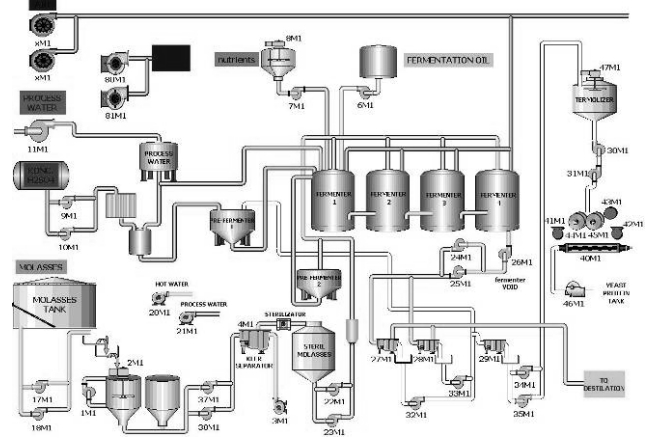 xM1
xM1
80M1
81M1
nutrients
8M1
7M1
6M1
FERMENTATION OIL
47M1
TERMOLIZER
30M1
31M1
PROCESS
WATER
11M1
PROCESS
WATER
9M1
10M1
PRE-FERMENTER
1
FERMENTER
1
FERMENTER
2
FERMENTER
3
FERMENTER
4
43M1
41M1
42M1
44M1
45M1
40M1
24M1
26M1
25M1
fermenter
VOID
PRE-FERMENTER
2
46M1
YEAST
PROTEIN
TANK
MOLASSES
MOLASSES
TANK
HOT WATER
20M1
PROCESS WATER
21M1
STERILIZATOR
4M1
SEPARATOR
STERIL
MOLASSES
27M1
28M1
29M1
2M1
17M1
1M1
18M1
37M1
30M1
3M1
22M1
23M1
32M1
33M1
34M1
35M1
TO
DESTILATION